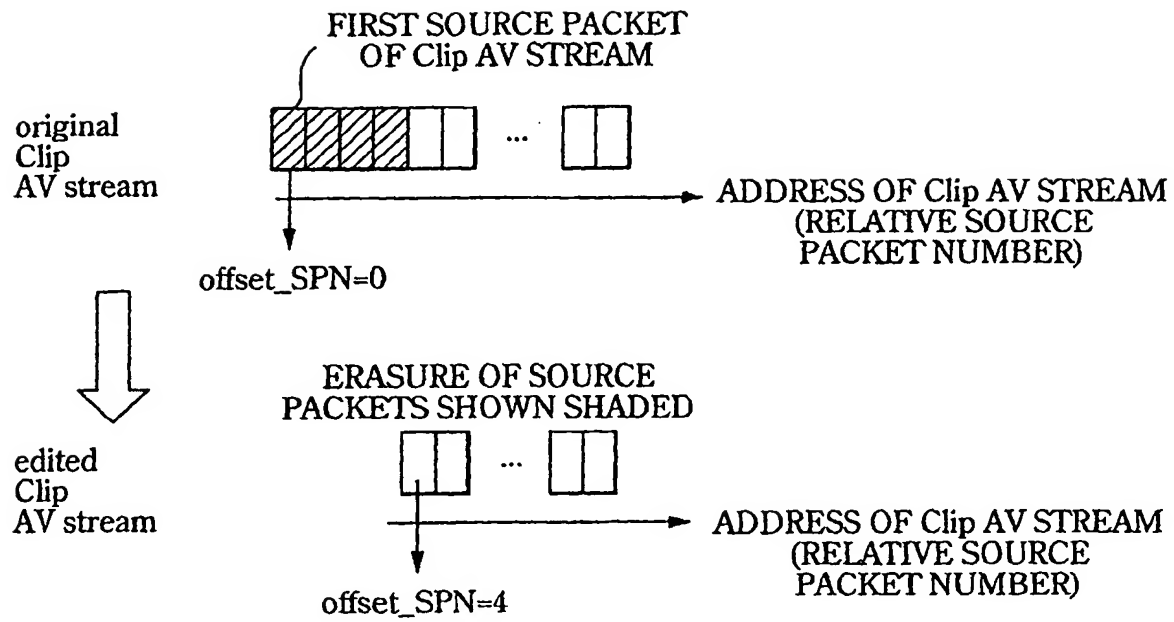 FIRST SOURCE PACKET
OF Clip AV STREAM
original
Clip
AV stream
...
ADDRESS OF Clip AV STREAM
(RELATIVE SOURCE
PACKET NUMBER)
offset_SPN=0
ERASURE OF SOURCE
PACKETS SHOWN SHADED
edited
Clip
AV stream
...
ADDRESS OF Clip AV STREAM
(RELATIVE SOURCE
PACKET NUMBER)
offset_SPN=4